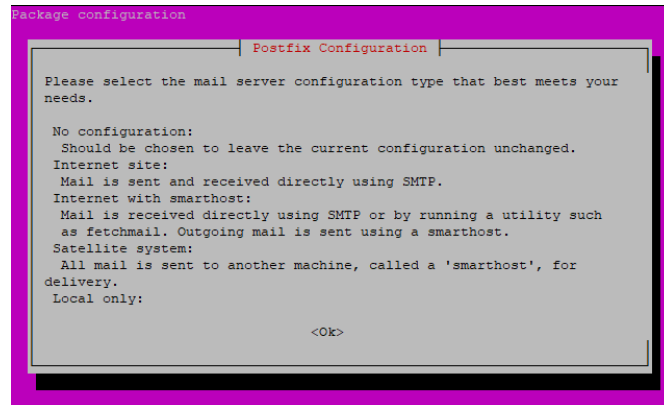 Package configuration
Postfix Configuration
Please select the mail server configuration type that best meets your
needs.
No configuration:
Should be chosen to leave the current configuration unchanged.
Internet site:
Mail is sent and received directly using SMTP.
Internet with smarthost:
Mail is received directly using SMTP or by running a utility such
as fetchmail. Outgoing mail is sent using a smarthost.
Satellite system:
All mail is sent to another machine, called a 'smarthost', for
delivery.
Local only:
<Ok>